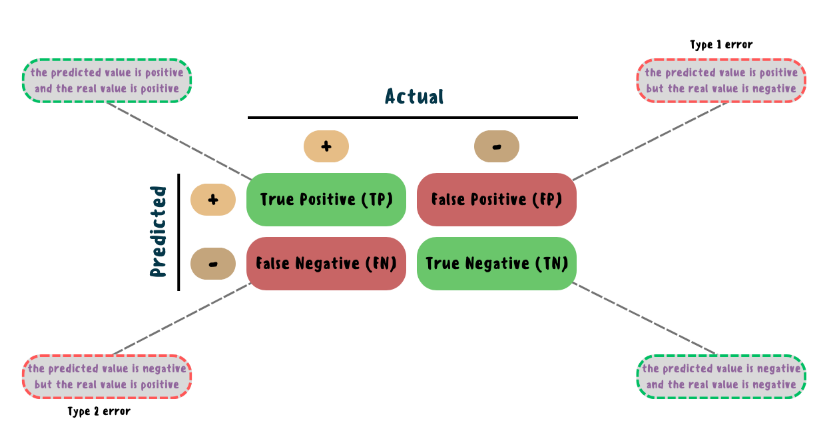 Type 1 error
the predicted value is positive
and the real value is positive
the predicted value is positive
but the real value is negative
Actual
+
-
Predicted
+
True Positive (TP)
False Positive (FP)
-
False Negative (FN)
True Negative (TN)
the predicted value is negative
but the real value is positive
Type 2 error
the predicted value is negative
and the real value is negative